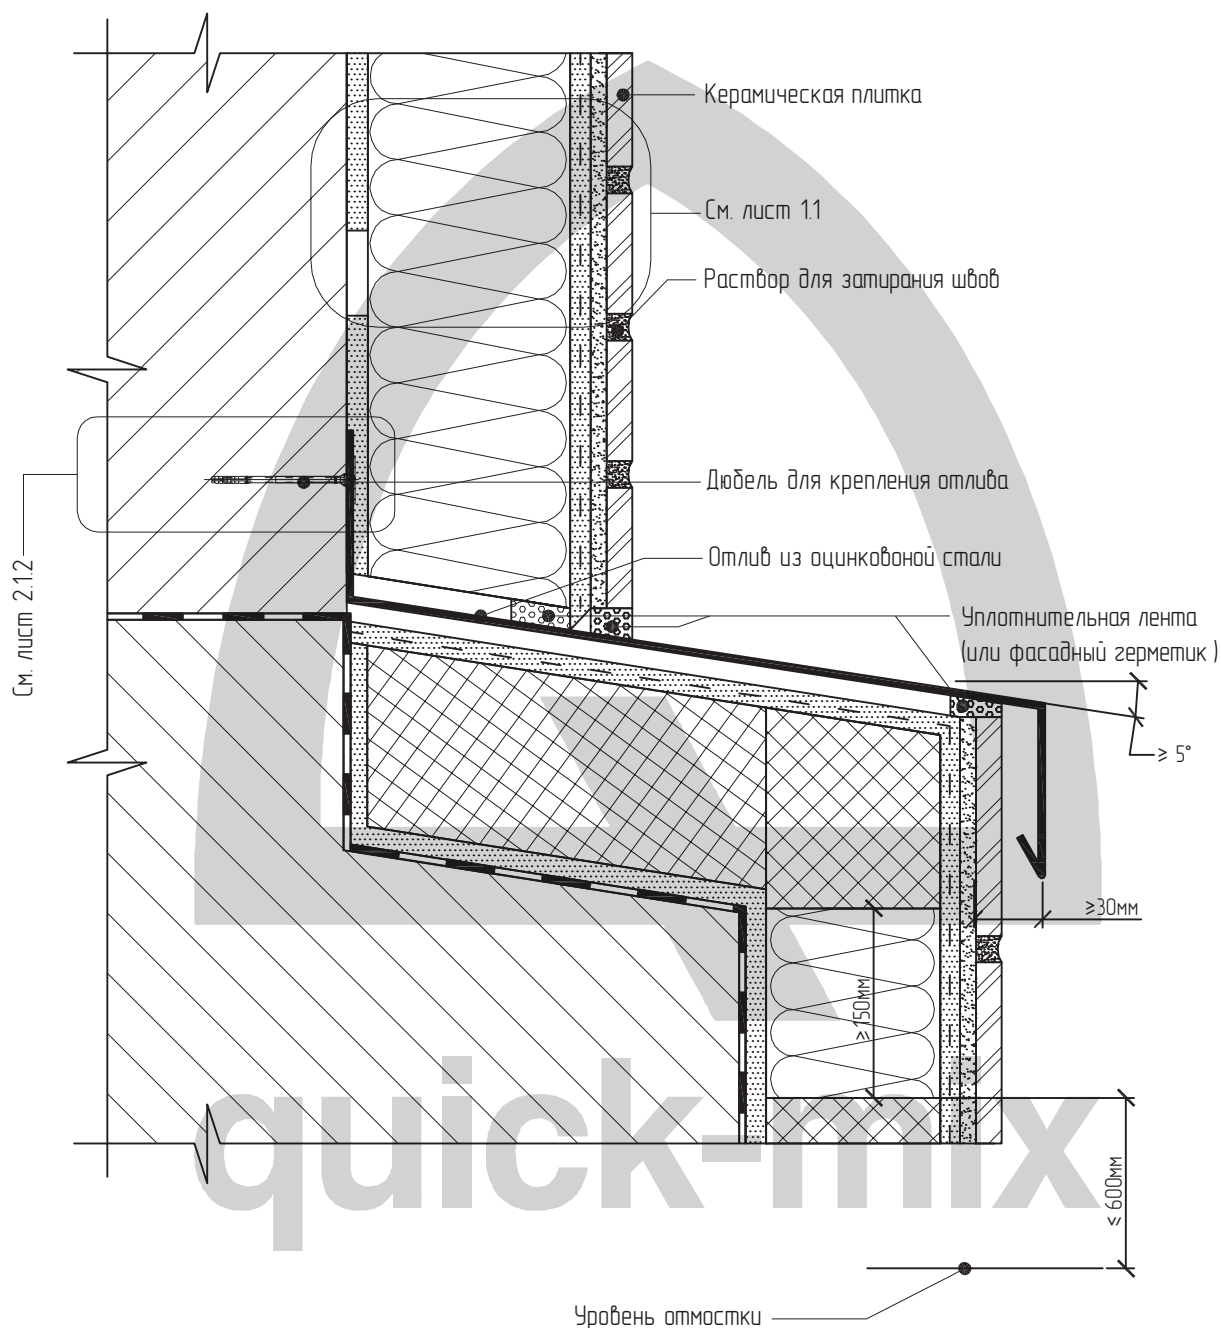 Керамическая плитка
См. лист 1.1
Раствор для затирания швов
Дюбель для крепления отлива
Отлив из оцинковоной стали
Уплотнительная лента
(или фасадный герметик)
См. лист 2.1.2
≥ 5°
≥30мм
≥ 150мм
quick-mix
≤ 600мм
Уровень отмостки